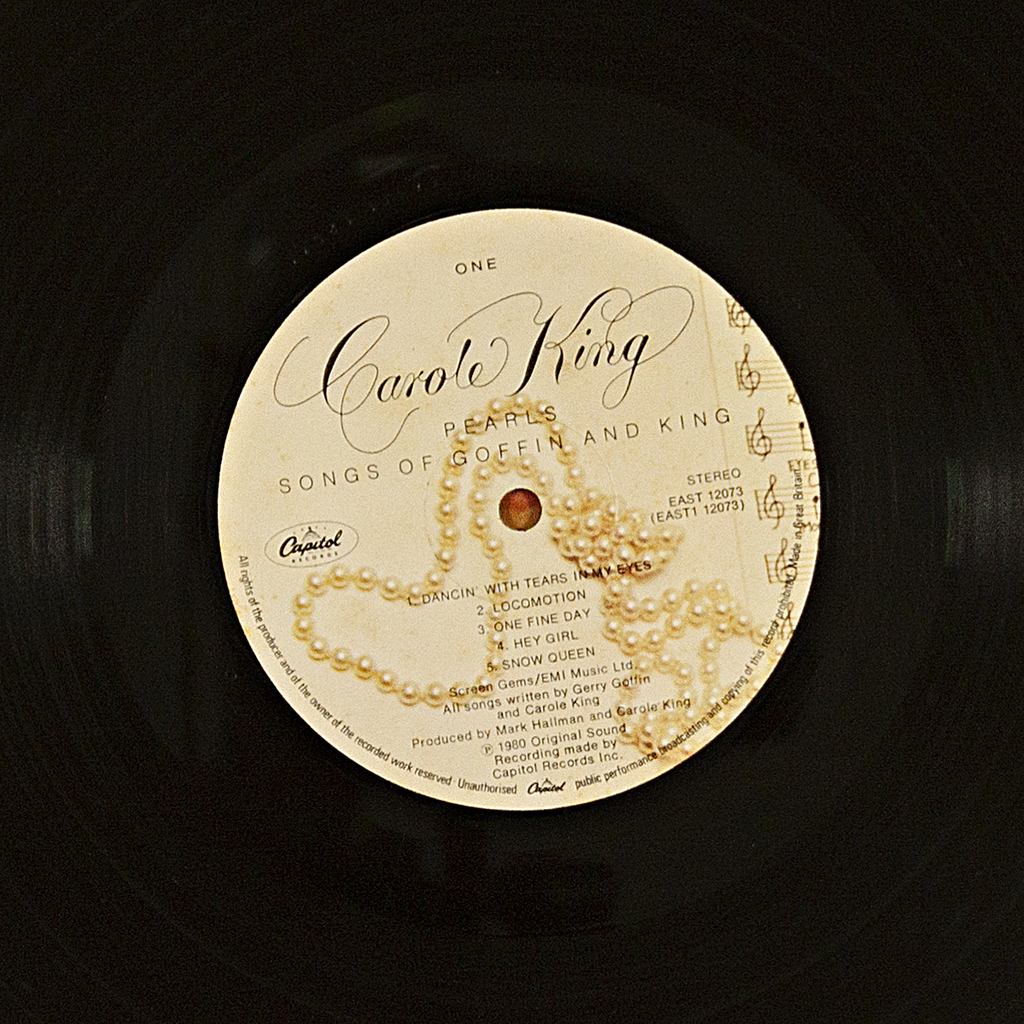 ONE
Carole King
PEARLS
SONGS OF GOFFIN AND KING
STEREO
EAST 12073
(EAST1 12073)
Capitol
RECORDS
1. DANCIN' WITH TEARS IN MY EYES
2. LOCOMOTION
3. ONE FINE DAY
4. HEY GIRL
5. SNOW QUEEN
Screen Gems/EMI Music Ltd.
All songs written by Gerry Goffin
and Carole King
Produced by Mark Hallman and Carole King
℗ 1980 Original Sound
Recording made by
Capitol Records Inc.
All rights of the producer and of the owner of the recorded work reserved · Unauthorised Capitol public performance broadcasting and copying of this record prohibited. Made in Great Britain
EYES